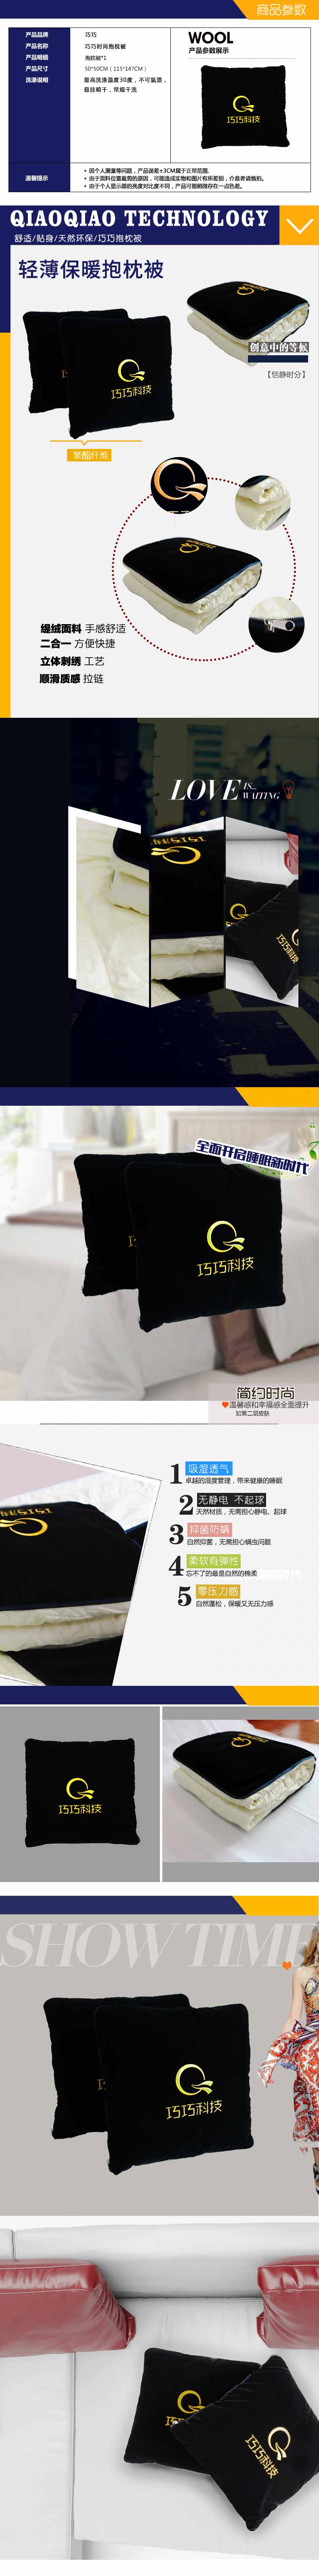 商品参数
产品品牌 巧巧
产品名称 巧巧时尚抱枕被
产品明细 抱枕被*1
产品尺寸 50*50CM（115*147CM）
洗涤说明 最高洗涤温度30度，不可氯漂，
悬挂晾干，常规干洗
WOOL
产品参数展示
巧巧科技
温馨提示
• 因个人测量等问题，产品误差±3CM属于正常范围.
• 由于面料位置裁剪的原因，可能造成实物和图片有所差别，介意者请慎拍。
• 由于个人显示器的亮度对比度不同，产品可能稍微存在一点色差。
QIAOQIAO TECHNOLOGY
舒适/贴身/天然环保/巧巧抱枕被
轻薄保暖抱枕被
创意中的等候
【恬静时分】
巧巧科技
聚酯纤维
缇绒面料 手感舒适
二合一 方便快捷
立体刺绣 工艺
顺滑质感 拉链
LOVE IS...
WAITING
巧巧科技
全面开启睡眠新时代
巧巧科技
简约时尚
温馨感和幸福感全面提升
如第二层皮肤
1 吸湿透气
卓越的湿度管理，带来健康的睡眠
2 无静电 不起球
天然材质，无需担心静电、起球
3 抑菌防螨
自然抑菌，无需担心螨虫问题
4 柔软有弹性
忘不了的最是自然的棉柔
5 零压力感
自然蓬松，保暖又无压力感
巧巧科技
SHOW TIME
巧巧科技
巧巧科技